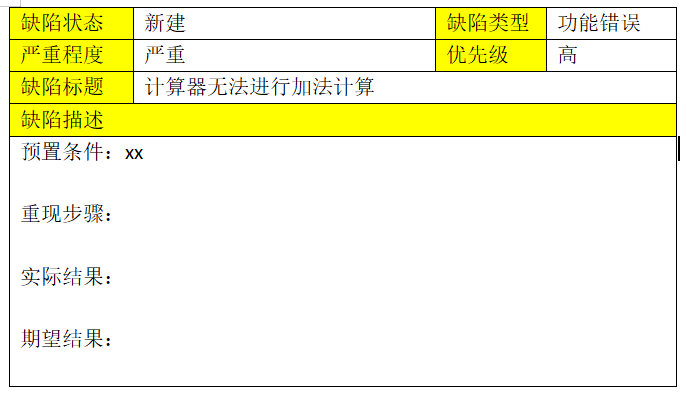 缺陷状态 新建 缺陷类型 功能错误
严重程度 严重 优先级 高
缺陷标题 计算器无法进行加法计算
缺陷描述
预置条件：xx
重现步骤：
实际结果：
期望结果：